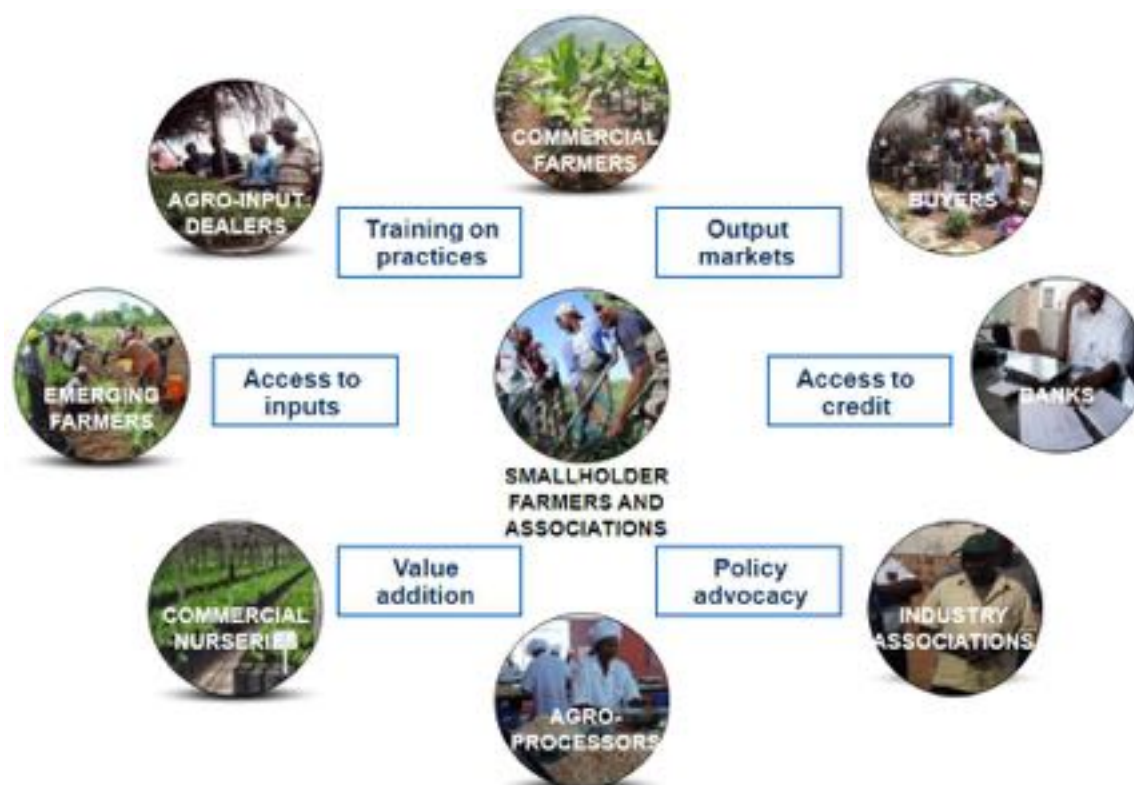 COMMERCIAL
FARMERS
AGRO-INPUT
DEALERS
BUYERS
Training on
practices
Output
markets
EMERGING
FARMERS
Access to
inputs
Access to
credit
BANKS
SMALLHOLDER
FARMERS AND
ASSOCIATIONS
COMMERCIAL
NURSERIES
Value
addition
Policy
advocacy
INDUSTRY
ASSOCIATIONS
AGRO-
PROCESSORS